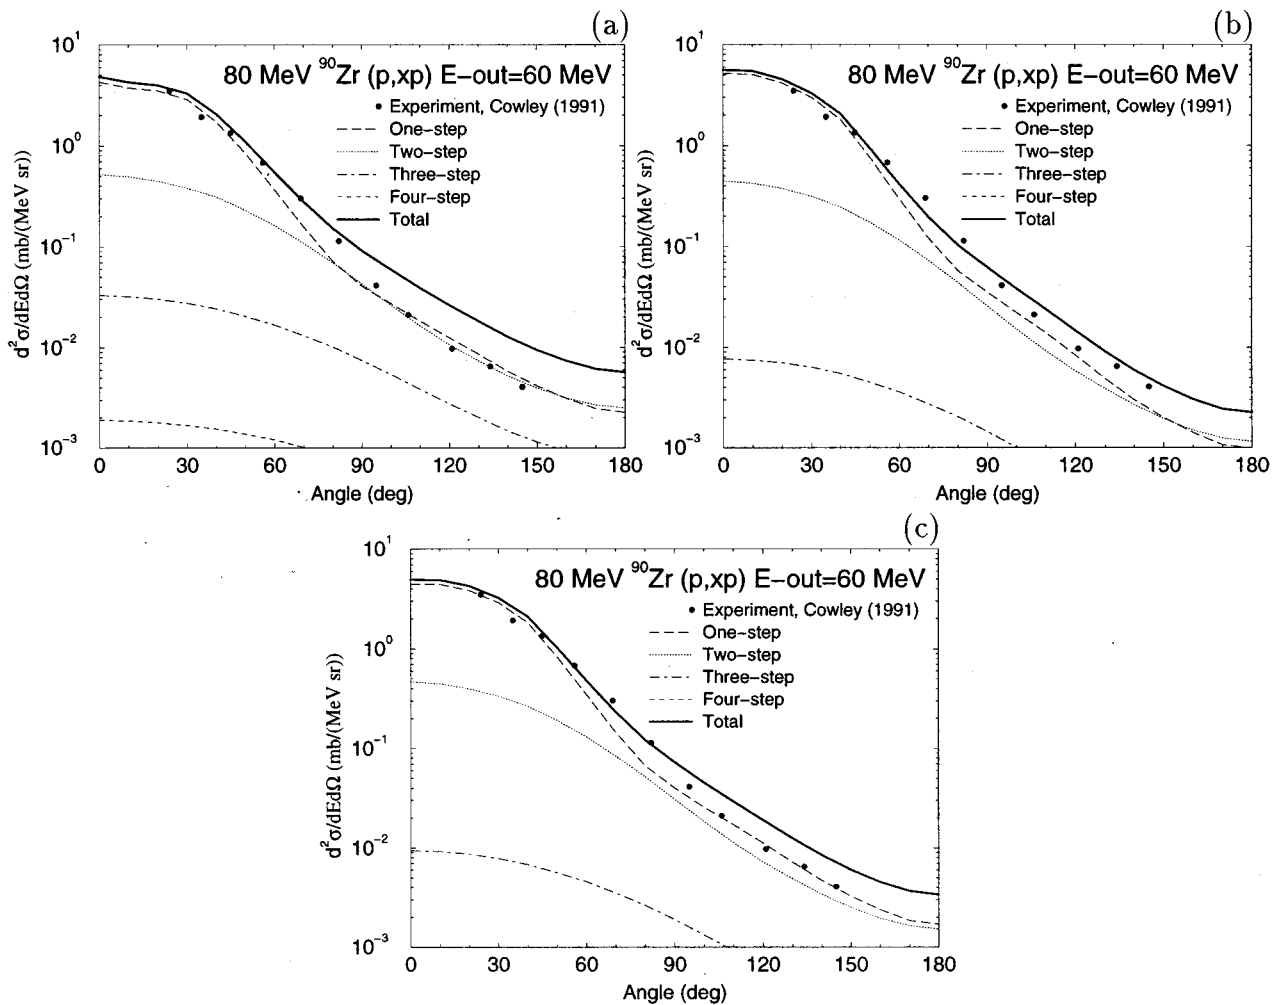 (a)
80 MeV ⁹⁰Zr (p,xp) E−out=60 MeV
Experiment, Cowley (1991)
One−step
Two−step
Three−step
Four−step
Total
d²σ/dEdΩ (mb/(MeV sr))
10¹
10⁰
10⁻¹
10⁻²
10⁻³
0 30 60 90 120 150 180
Angle (deg)
(b)
80 MeV ⁹⁰Zr (p,xp) E−out=60 MeV
Experiment, Cowley (1991)
One−step
Two−step
Three−step
Four−step
Total
d²σ/dEdΩ (mb/(MeV sr))
10¹
10⁰
10⁻¹
10⁻²
10⁻³
0 30 60 90 120 150 180
Angle (deg)
(c)
80 MeV ⁹⁰Zr (p,xp) E−out=60 MeV
Experiment, Cowley (1991)
One−step
Two−step
Three−step
Four−step
Total
d²σ/dEdΩ (mb/(MeV sr))
10¹
10⁰
10⁻¹
10⁻²
10⁻³
0 30 60 90 120 150 180
Angle (deg)